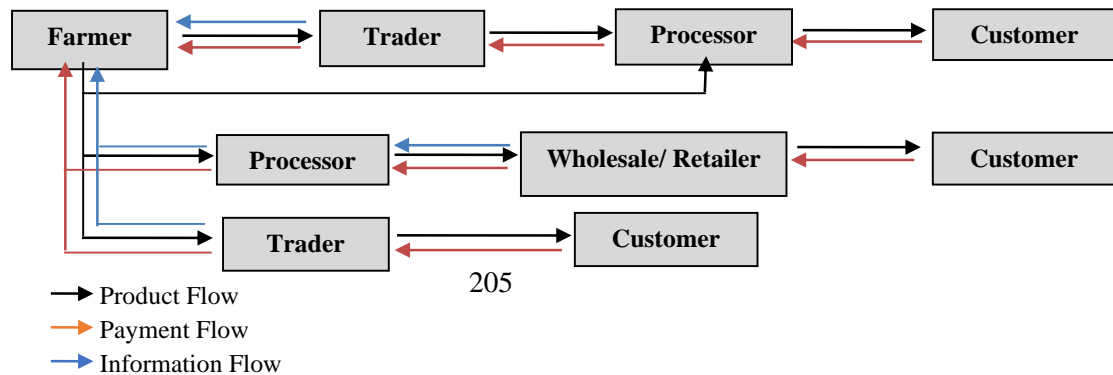 Farmer
Trader
Processor
Customer
Processor
Wholesale/ Retailer
Customer
Trader
Customer
205
Product Flow
Payment Flow
Information Flow